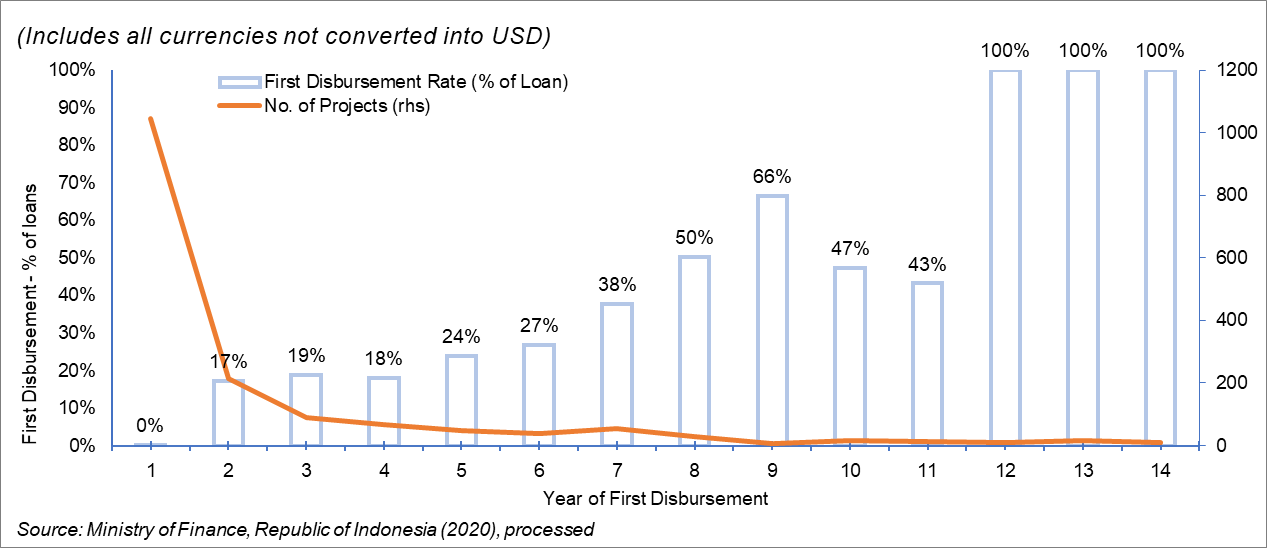 (Includes all currencies not converted into USD)
100% 100% 100%
100% 1200
First Disbursement Rate (% of Loan)
No. of Projects (rhs)
90%
1000
80%
70%
66%
800
60%
50%
50%
600
47%
43%
40%
38%
400
30%
27%
24%
20%
17% 19% 18%
200
10%
0%
0%
0
First Disbursement - % of loans
1 2 3 4 5 6 7 8 9 10 11 12 13 14
Year of First Disbursement
Source: Ministry of Finance, Republic of Indonesia (2020), processed